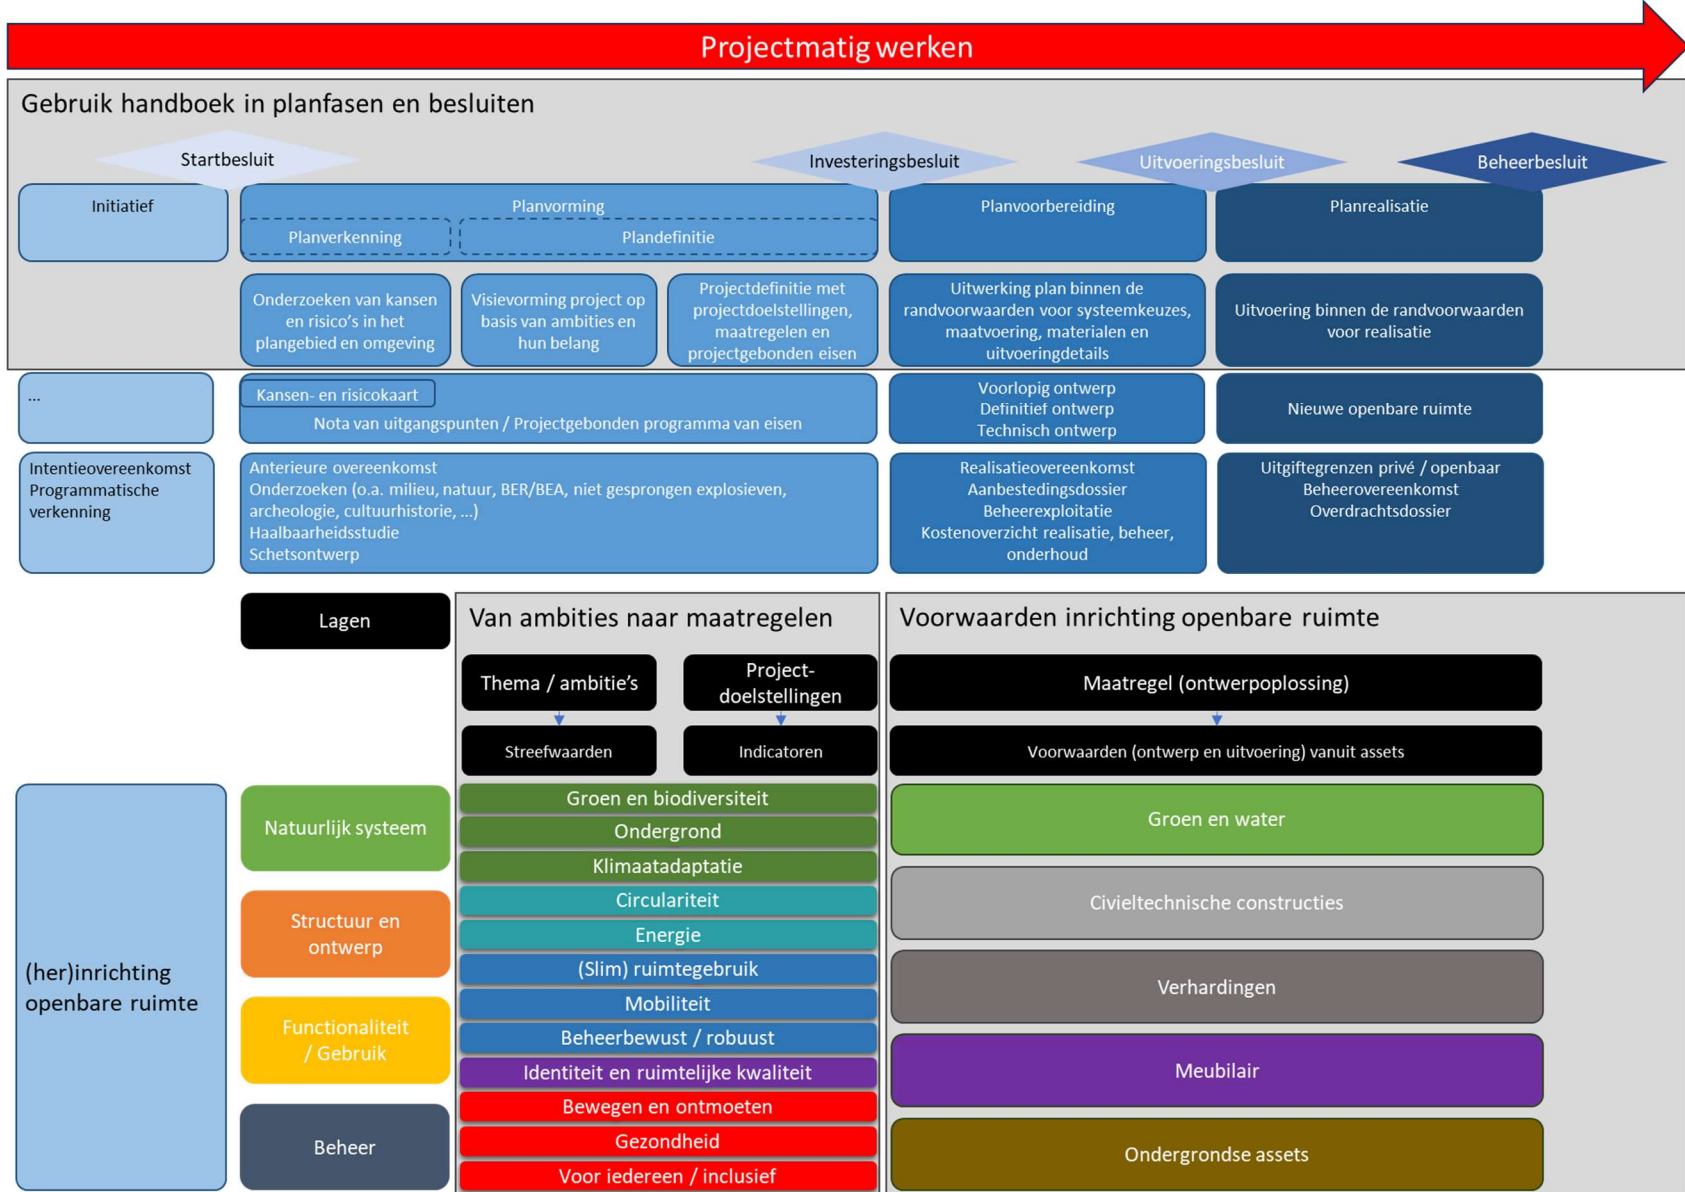 Projectmatig werken
Gebruik handboek in planfasen en besluiten
Startbesluit
Investeringsbesluit
Uitvoeringsbesluit
Beheerbesluit
Initiatief
Planvorming
Planverkenning
Plandefinitie
Planvoorbereiding
Planrealisatie
Onderzoeken van kansen
en risico's in het
plangebied en omgeving
Visievorming project op
basis van ambities en
hun belang
Projectdefinitie met
projectdoelstellingen,
maatregelen en
projectgebonden eisen
Uitwerking plan binnen de
randvoorwaarden voor systeemkeuzes,
maatvoering, materialen en
uitvoeringdetails
Uitvoering binnen de randvoorwaarden
voor realisatie
...
Kansen- en risicokaart
Nota van uitgangspunten / Projectgebonden programma van eisen
Voorlopig ontwerp
Definitief ontwerp
Technisch ontwerp
Nieuwe openbare ruimte
Intentieovereenkomst
Programmatische
verkenning
Anterieure overeenkomst
Onderzoeken (o.a. milieu, natuur, BER/BEA, niet gesprongen explosieven,
archeologie, cultuurhistorie, ...)
Haalbaarheidsstudie
Schetsontwerp
Realisatieovereenkomst
Aanbestedingsdossier
Beheerexploitatie
Kostenoverzicht realisatie, beheer,
onderhoud
Uitgiftegrenzen privé / openbaar
Beheerovereenkomst
Overdrachtsdossier
Lagen
Van ambities naar maatregelen
Voorwaarden inrichting openbare ruimte
Thema / ambitie's
Project-
doelstellingen
Maatregel (ontwerpoplossing)
Streefwaarden
Indicatoren
Voorwaarden (ontwerp en uitvoering) vanuit assets
(her)inrichting
openbare ruimte
Natuurlijk systeem
Structuur en
ontwerp
Functionaliteit
/ Gebruik
Beheer
Groen en biodiversiteit
Ondergrond
Klimaatadaptatie
Circulariteit
Energie
(Slim) ruimtegebruik
Mobiliteit
Beheerbewust / robuust
Identiteit en ruimtelijke kwaliteit
Bewegen en ontmoeten
Gezondheid
Voor iedereen / inclusief
Groen en water
Civieltechnische constructies
Verhardingen
Meubilair
Ondergrondse assets